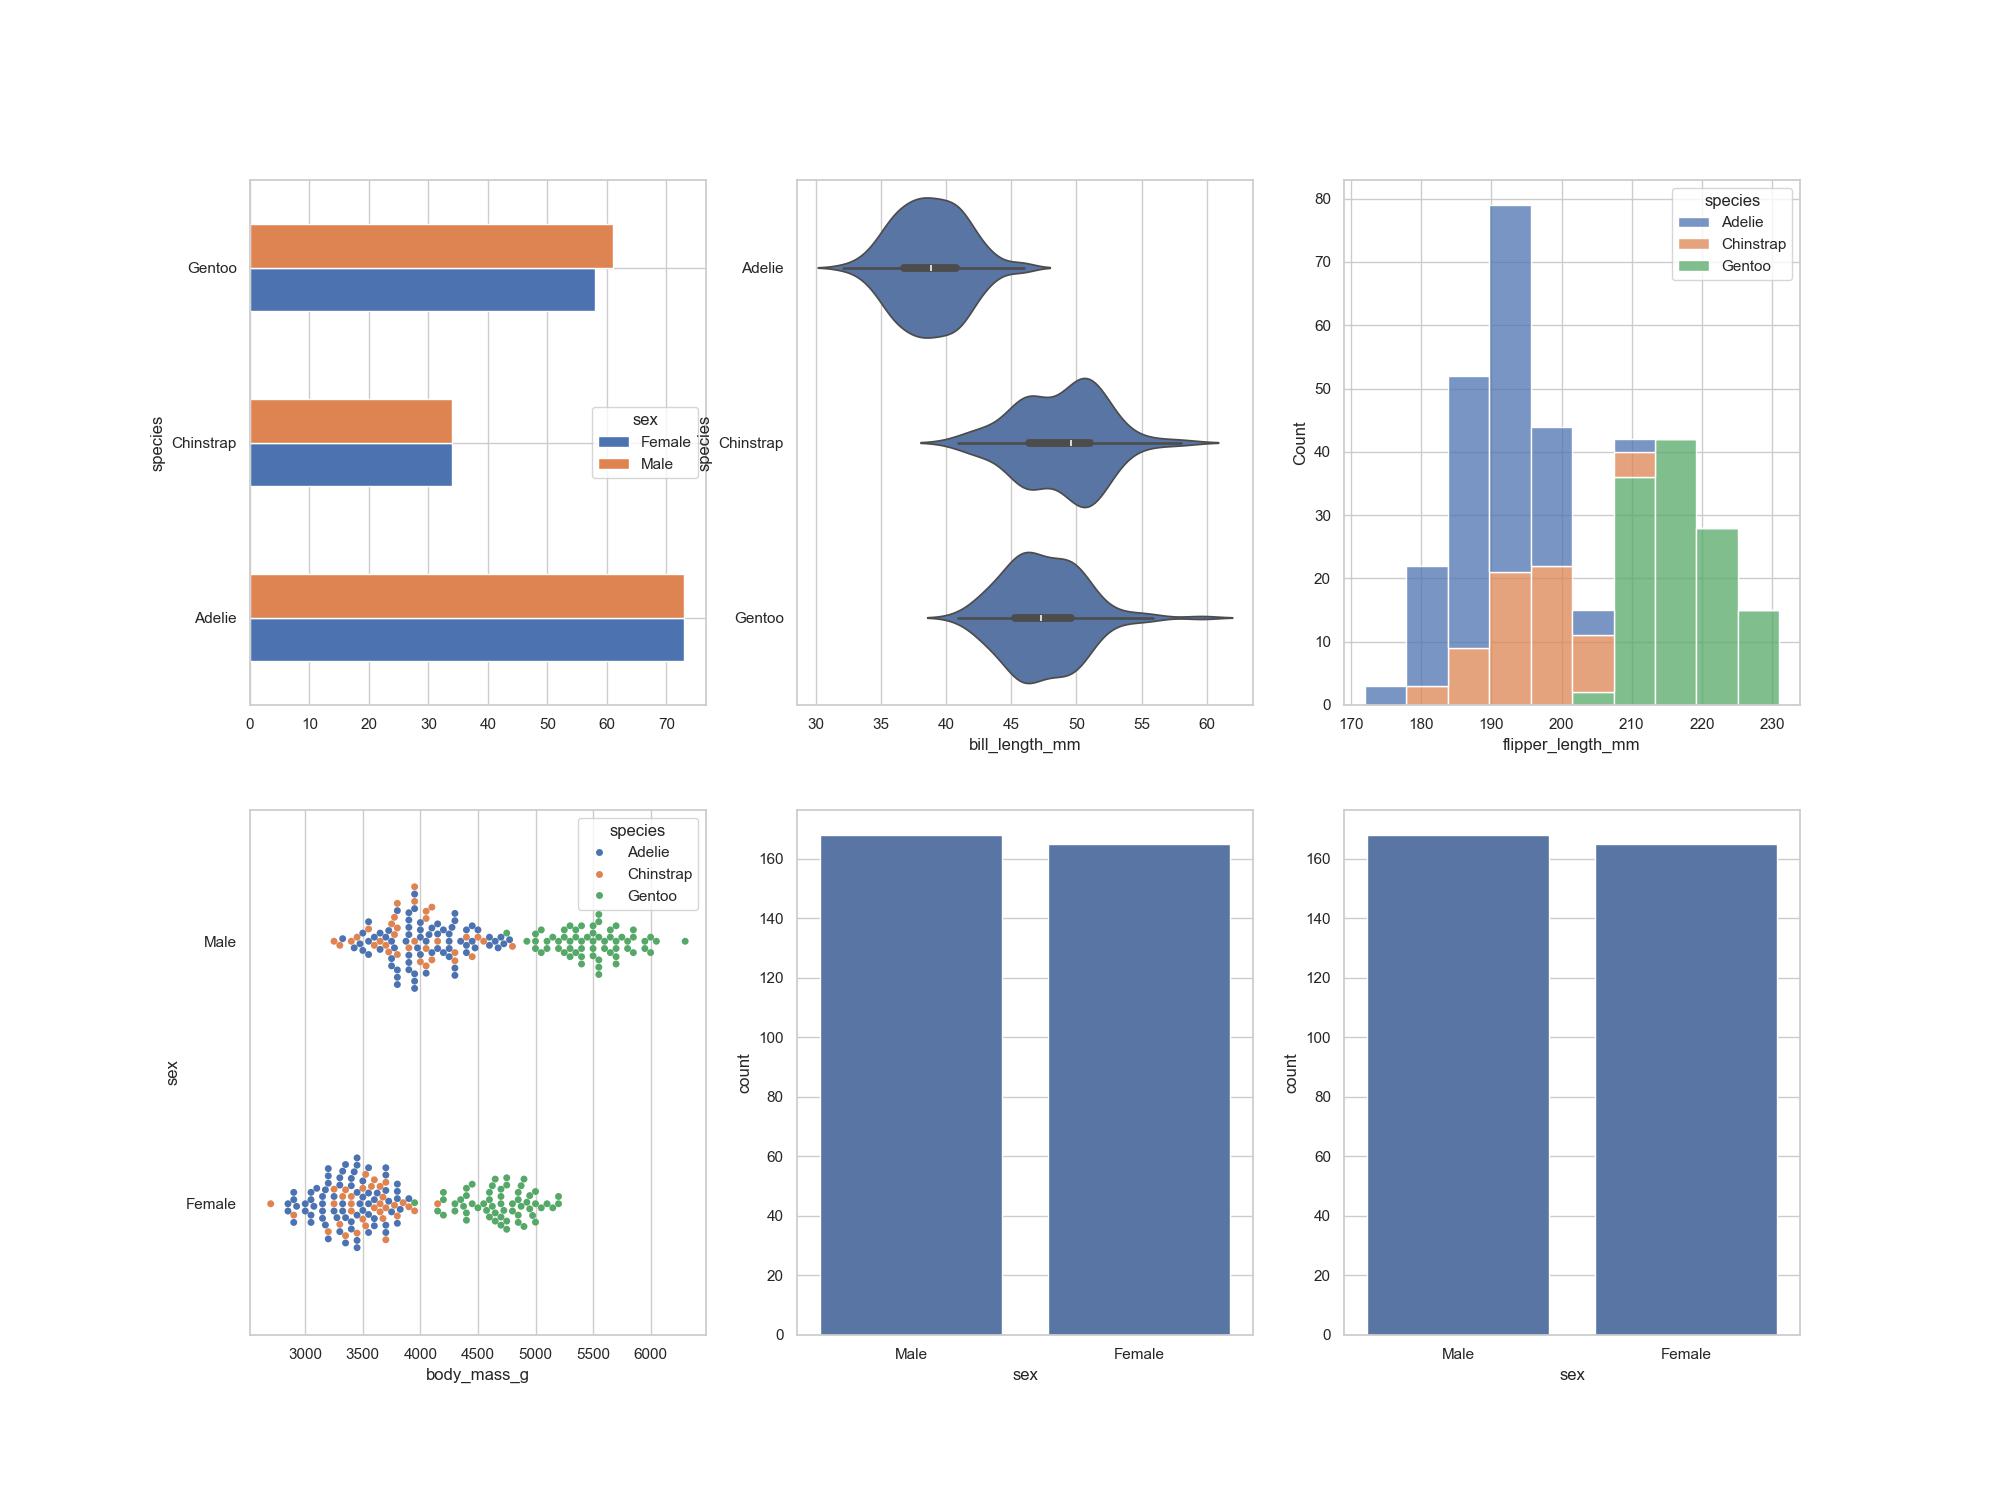 Gentoo
Chinstrap
Adelie
species
0 10 20 30 40 50 60 70
sex
Female
Male
Adelie
Chinstrap
Gentoo
species
30 35 40 45 50 55 60
bill_length_mm
80
70
60
50
40
30
20
10
0
Count
170 180 190 200 210 220 230
flipper_length_mm
species
Adelie
Chinstrap
Gentoo
Male
Female
sex
3000 3500 4000 4500 5000 5500 6000
body_mass_g
species
Adelie
Chinstrap
Gentoo
160
140
120
100
80
60
40
20
0
count
Male Female
sex
160
140
120
100
80
60
40
20
0
count
Male Female
sex